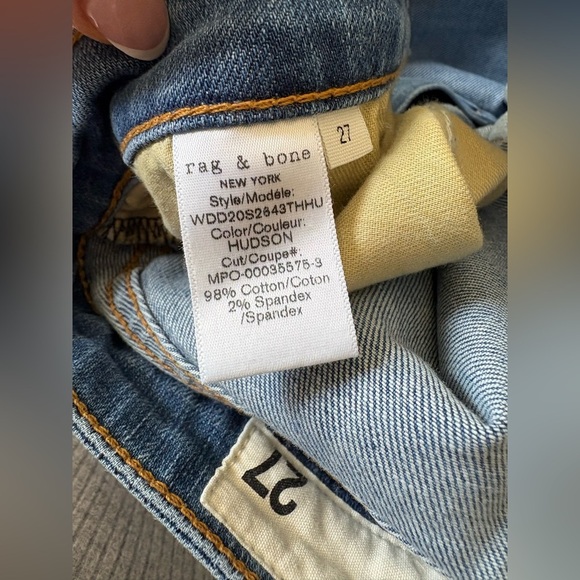 rag & bone
NEW YORK
Style/Modéle:
WDD20S2643THHU
Color/Couleur:
HUDSON
Cut/Coupe#:
MPO-00035575-3
98% Cotton/Coton
2% Spandex
/Spandex
27
27